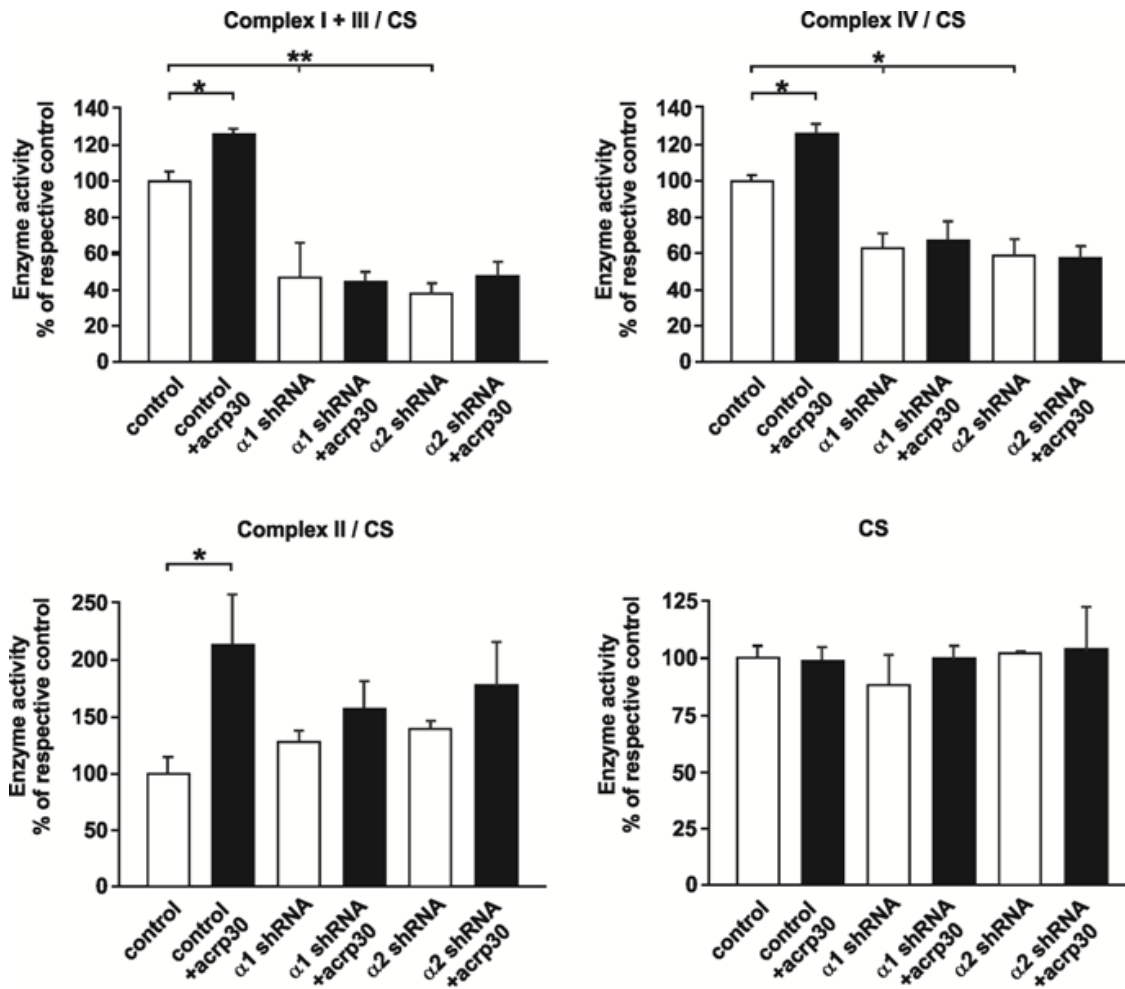 Complex I + III / CS
**
*
Enzyme activity
% of respective control
140
120
100
80
60
40
20
0
control
control
+acrp30
α1 shRNA
α1 shRNA
+acrp30
α2 shRNA
α2 shRNA
+acrp30
Complex IV / CS
*
*
Enzyme activity
% of respective control
140
120
100
80
60
40
20
0
control
control
+acrp30
α1 shRNA
α1 shRNA
+acrp30
α2 shRNA
α2 shRNA
+acrp30
Complex II / CS
*
Enzyme activity
% of respective control
250
200
150
100
50
0
control
control
+acrp30
α1 shRNA
α1 shRNA
+acrp30
α2 shRNA
α2 shRNA
+acrp30
CS
Enzyme activity
% of respective control
125
100
75
50
25
0
control
control
+acrp30
α1 shRNA
α1 shRNA
+acrp30
α2 shRNA
α2 shRNA
+acrp30